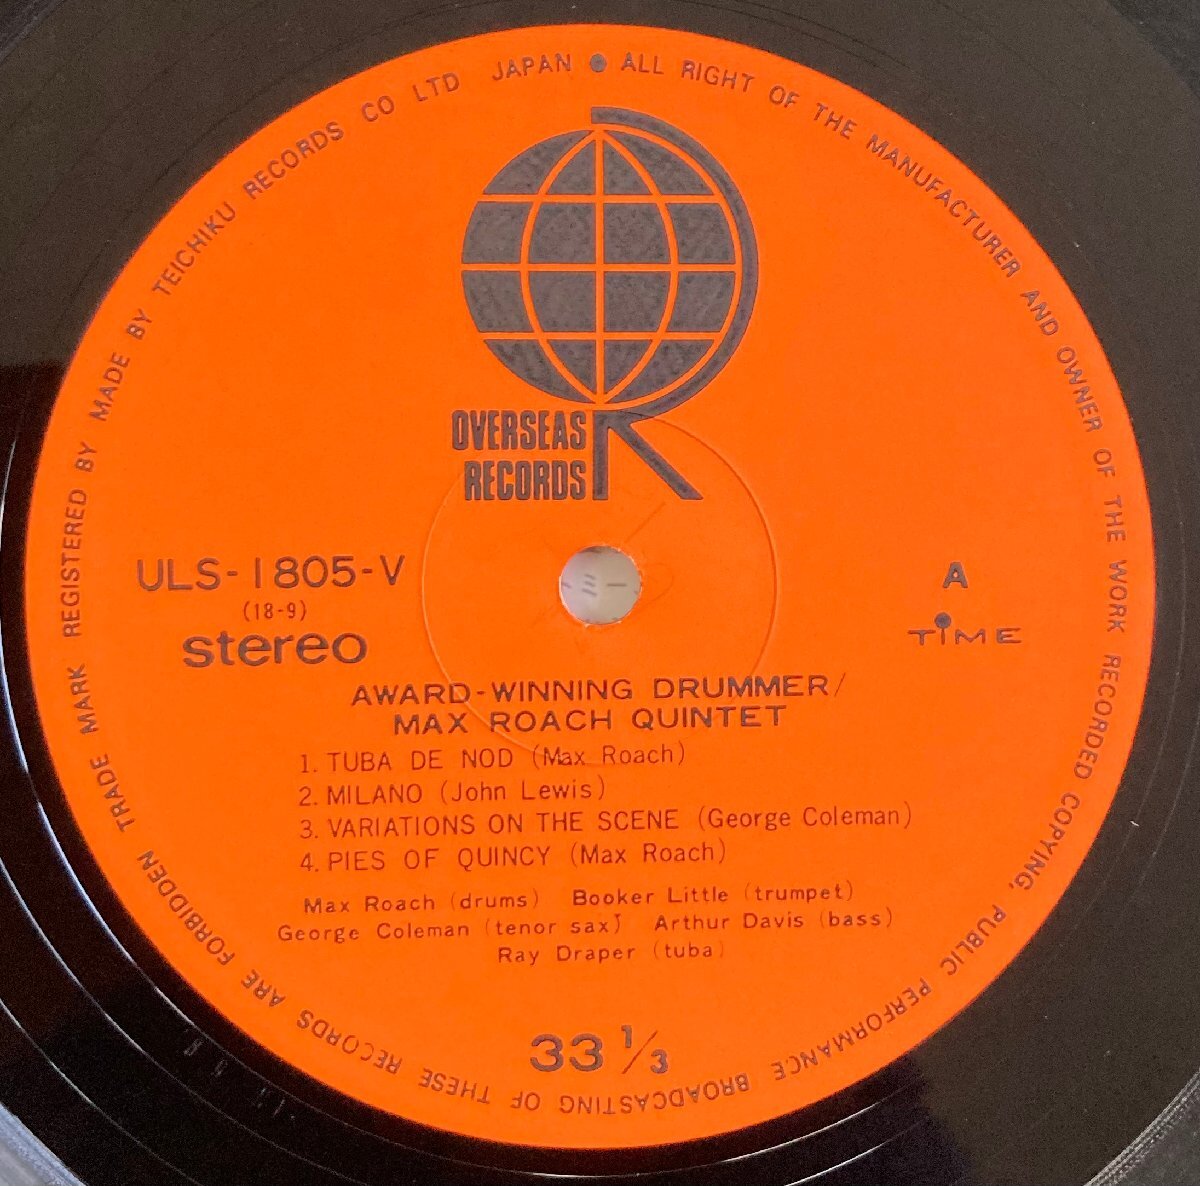 ALL RIGHT OF THE MANUFACTURER AND OWNER OF THE WORK RECORDED COPYING, PUBLIC PERFORMANCE BROADCASTING OF THESE RECORDS ARE FORBIDDEN TRADE MARK REGISTERED BY MADE BY TEICHIKU RECORDS CO LTD JAPAN ●
R
OVERSEAS
RECORDS
ULS-1805-V
(18-9)
stereo
A
TIME
AWARD-WINNING DRUMMER/
MAX ROACH QUINTET
1. TUBA DE NOD (Max Roach)
2. MILANO (John Lewis)
3. VARIATIONS ON THE SCENE (George Coleman)
4. PIES OF QUINCY (Max Roach)
Max Roach (drums) Booker Little (trumpet)
George Coleman (tenor sax) Arthur Davis (bass)
Ray Draper (tuba)
33 1/3